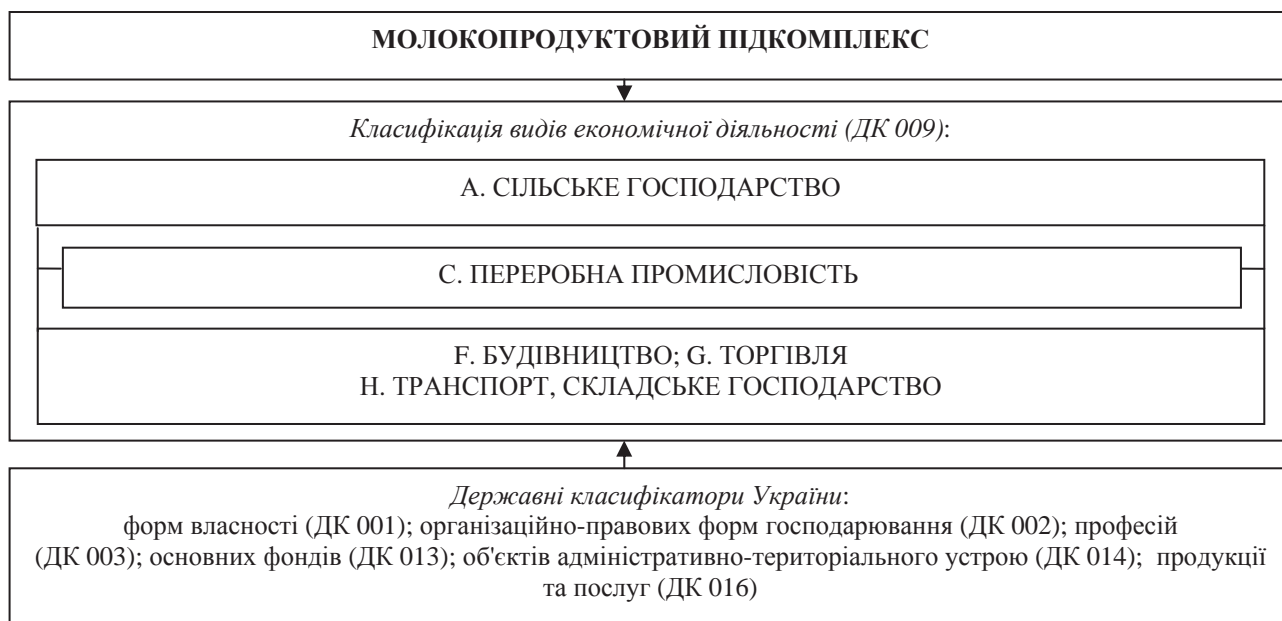 МОЛОКОПРОДУКТОВИЙ ПІДКОМПЛЕКС
Класифікація видів економічної діяльності (ДК 009):
А. СІЛЬСЬКЕ ГОСПОДАРСТВО
С. ПЕРЕРОБНА ПРОМИСЛОВІСТЬ
F. БУДІВНИЦТВО; G. ТОРГІВЛЯ
Н. ТРАНСПОРТ, СКЛАДСЬКЕ ГОСПОДАРСТВО
Державні класифікатори України:
форм власності (ДК 001); організаційно-правових форм господарювання (ДК 002); професій
(ДК 003); основних фондів (ДК 013); об'єктів адміністративно-територіального устрою (ДК 014); продукції
та послуг (ДК 016)